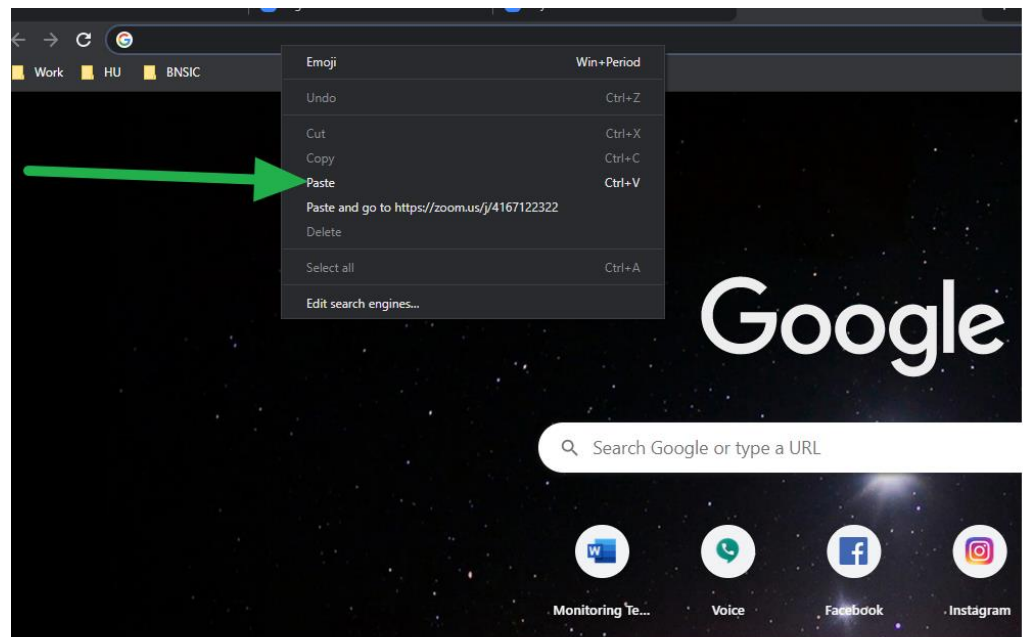 Work HU BNSIC
Emoji Win+Period
Undo Ctrl+Z
Cut Ctrl+X
Copy Ctrl+C
Paste Ctrl+V
Paste and go to https://zoom.us/j/4167122322
Delete
Select all Ctrl+A
Edit search engines...
Google
Search Google or type a URL
Monitoring Te... Voice Facebook Instagram